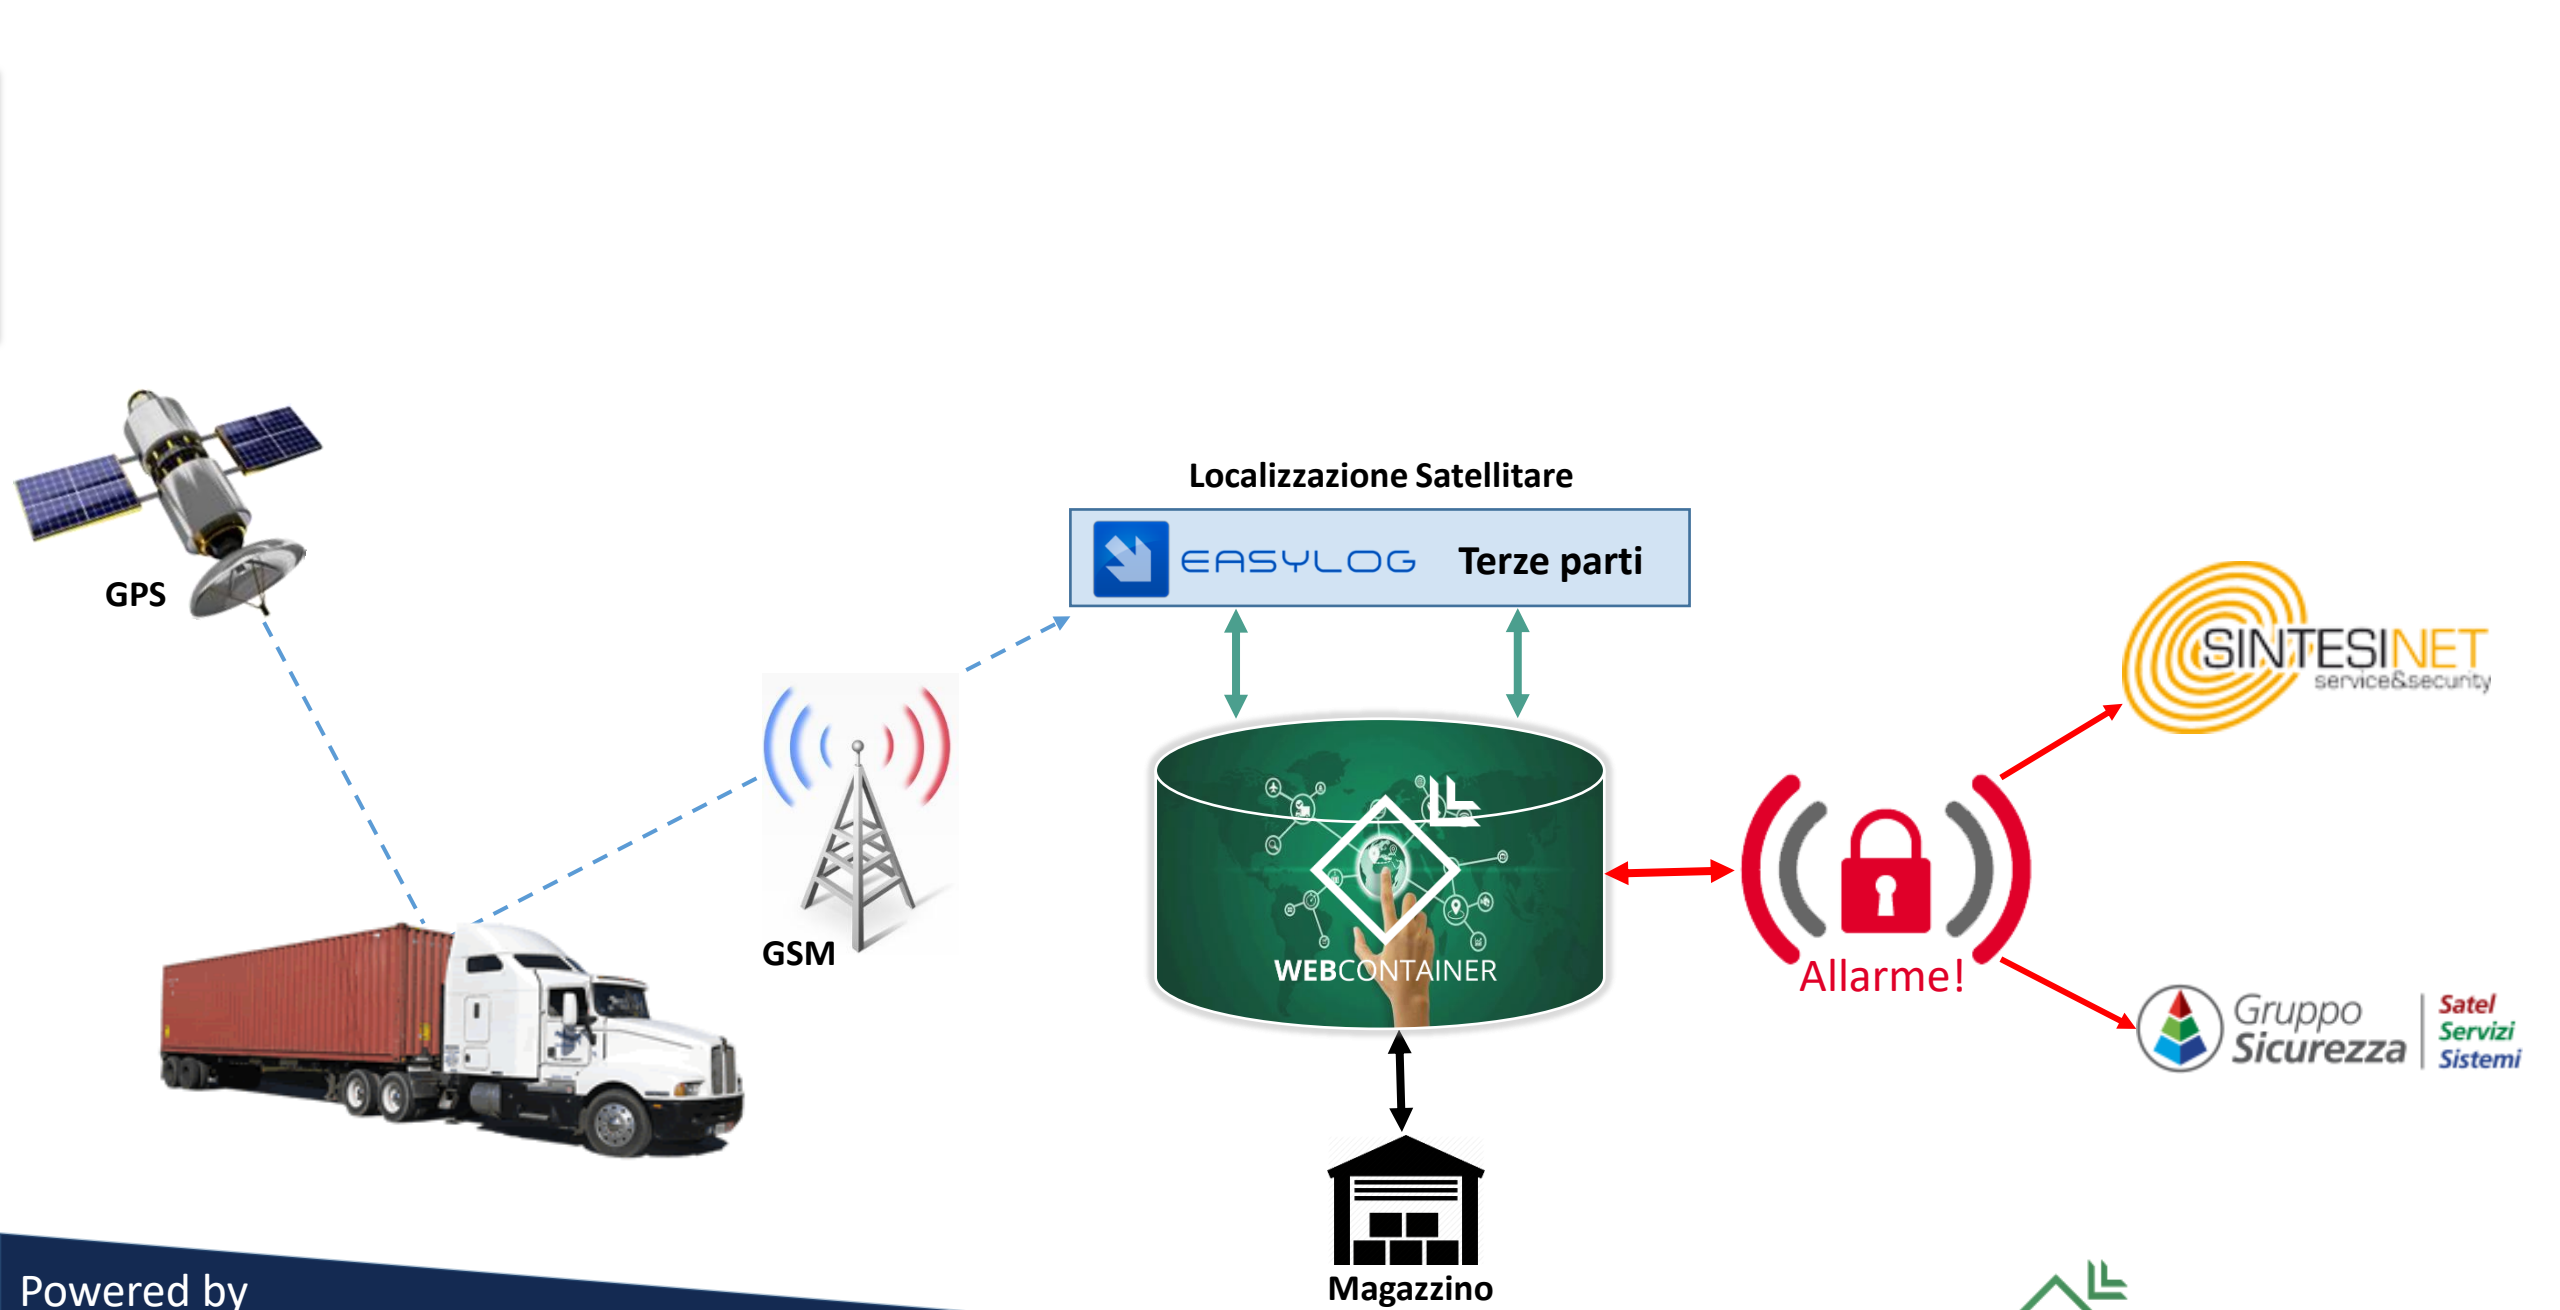 Localizzazione Satellitare
EASYLOG Terze parti
GPS
SINTESINET
service&security
GSM
WEBCONTAINER
Allarme!
Gruppo
Sicurezza
Satel
Servizi
Sistemi
Magazzino
Powered by